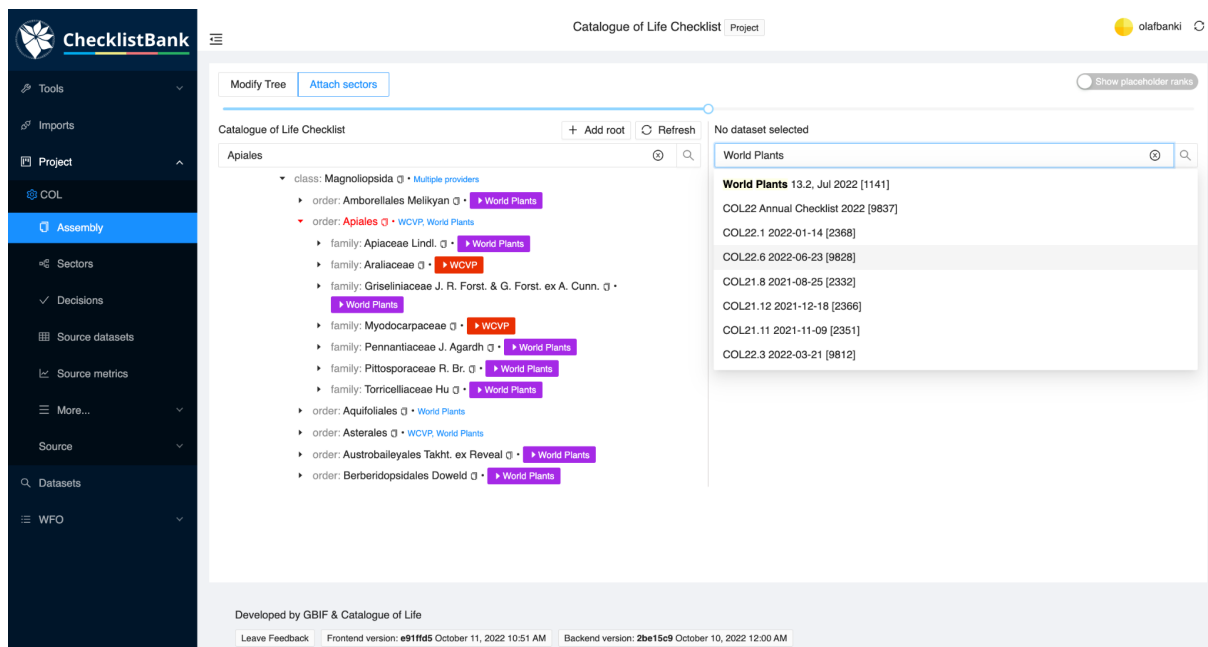 ChecklistBank
Catalogue of Life Checklist Project
olafbanki
Tools
Imports
Project
COL
Assembly
Sectors
Decisions
Source datasets
Source metrics
More...
Source
Datasets
WFO
Modify Tree
Attach sectors
Show placeholder ranks
Catalogue of Life Checklist
+ Add root
Refresh
Apiales
class: Magnoliopsida • Multiple providers
order: Amborellales Melikyan • World Plants
order: Apiales • WCVP, World Plants
family: Apiaceae Lindl. • World Plants
family: Araliaceae • WCVP
family: Griseliniaceae J. R. Forst. & G. Forst. ex A. Cunn. •
World Plants
family: Myodocarpaceae • WCVP
family: Pennantiaceae J. Agardh • World Plants
family: Pittosporaceae R. Br. • World Plants
family: Torricelliaceae Hu • World Plants
order: Aquifoliales • World Plants
order: Asterales • WCVP, World Plants
order: Austrobaileyales Takht. ex Reveal • World Plants
order: Berberidopsidales Doweld • World Plants
No dataset selected
World Plants
World Plants 13.2, Jul 2022 [1141]
COL22 Annual Checklist 2022 [9837]
COL22.1 2022-01-14 [2368]
COL22.6 2022-06-23 [9828]
COL21.8 2021-08-25 [2332]
COL21.12 2021-12-18 [2366]
COL21.11 2021-11-09 [2351]
COL22.3 2022-03-21 [9812]
Developed by GBIF & Catalogue of Life
Leave Feedback
Frontend version: e91ffd5 October 11, 2022 10:51 AM
Backend version: 2be15c9 October 10, 2022 12:00 AM